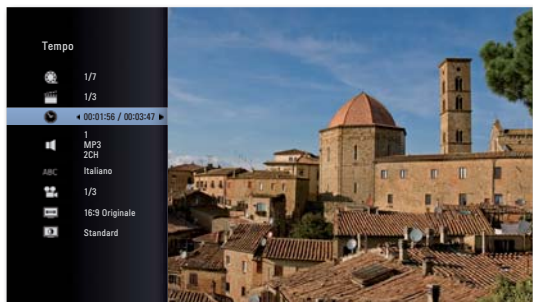 Tempo
1/7
1/3
00:01:56 / 00:03:47
1
MP3
2CH
ABC Italiano
1/3
16:9 Originale
Standard